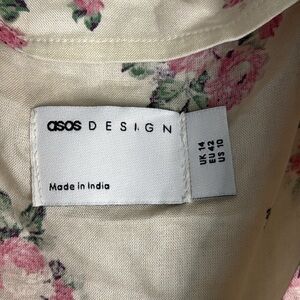 asos DESIGN
Made in India
UK 14
EU 42
US 10